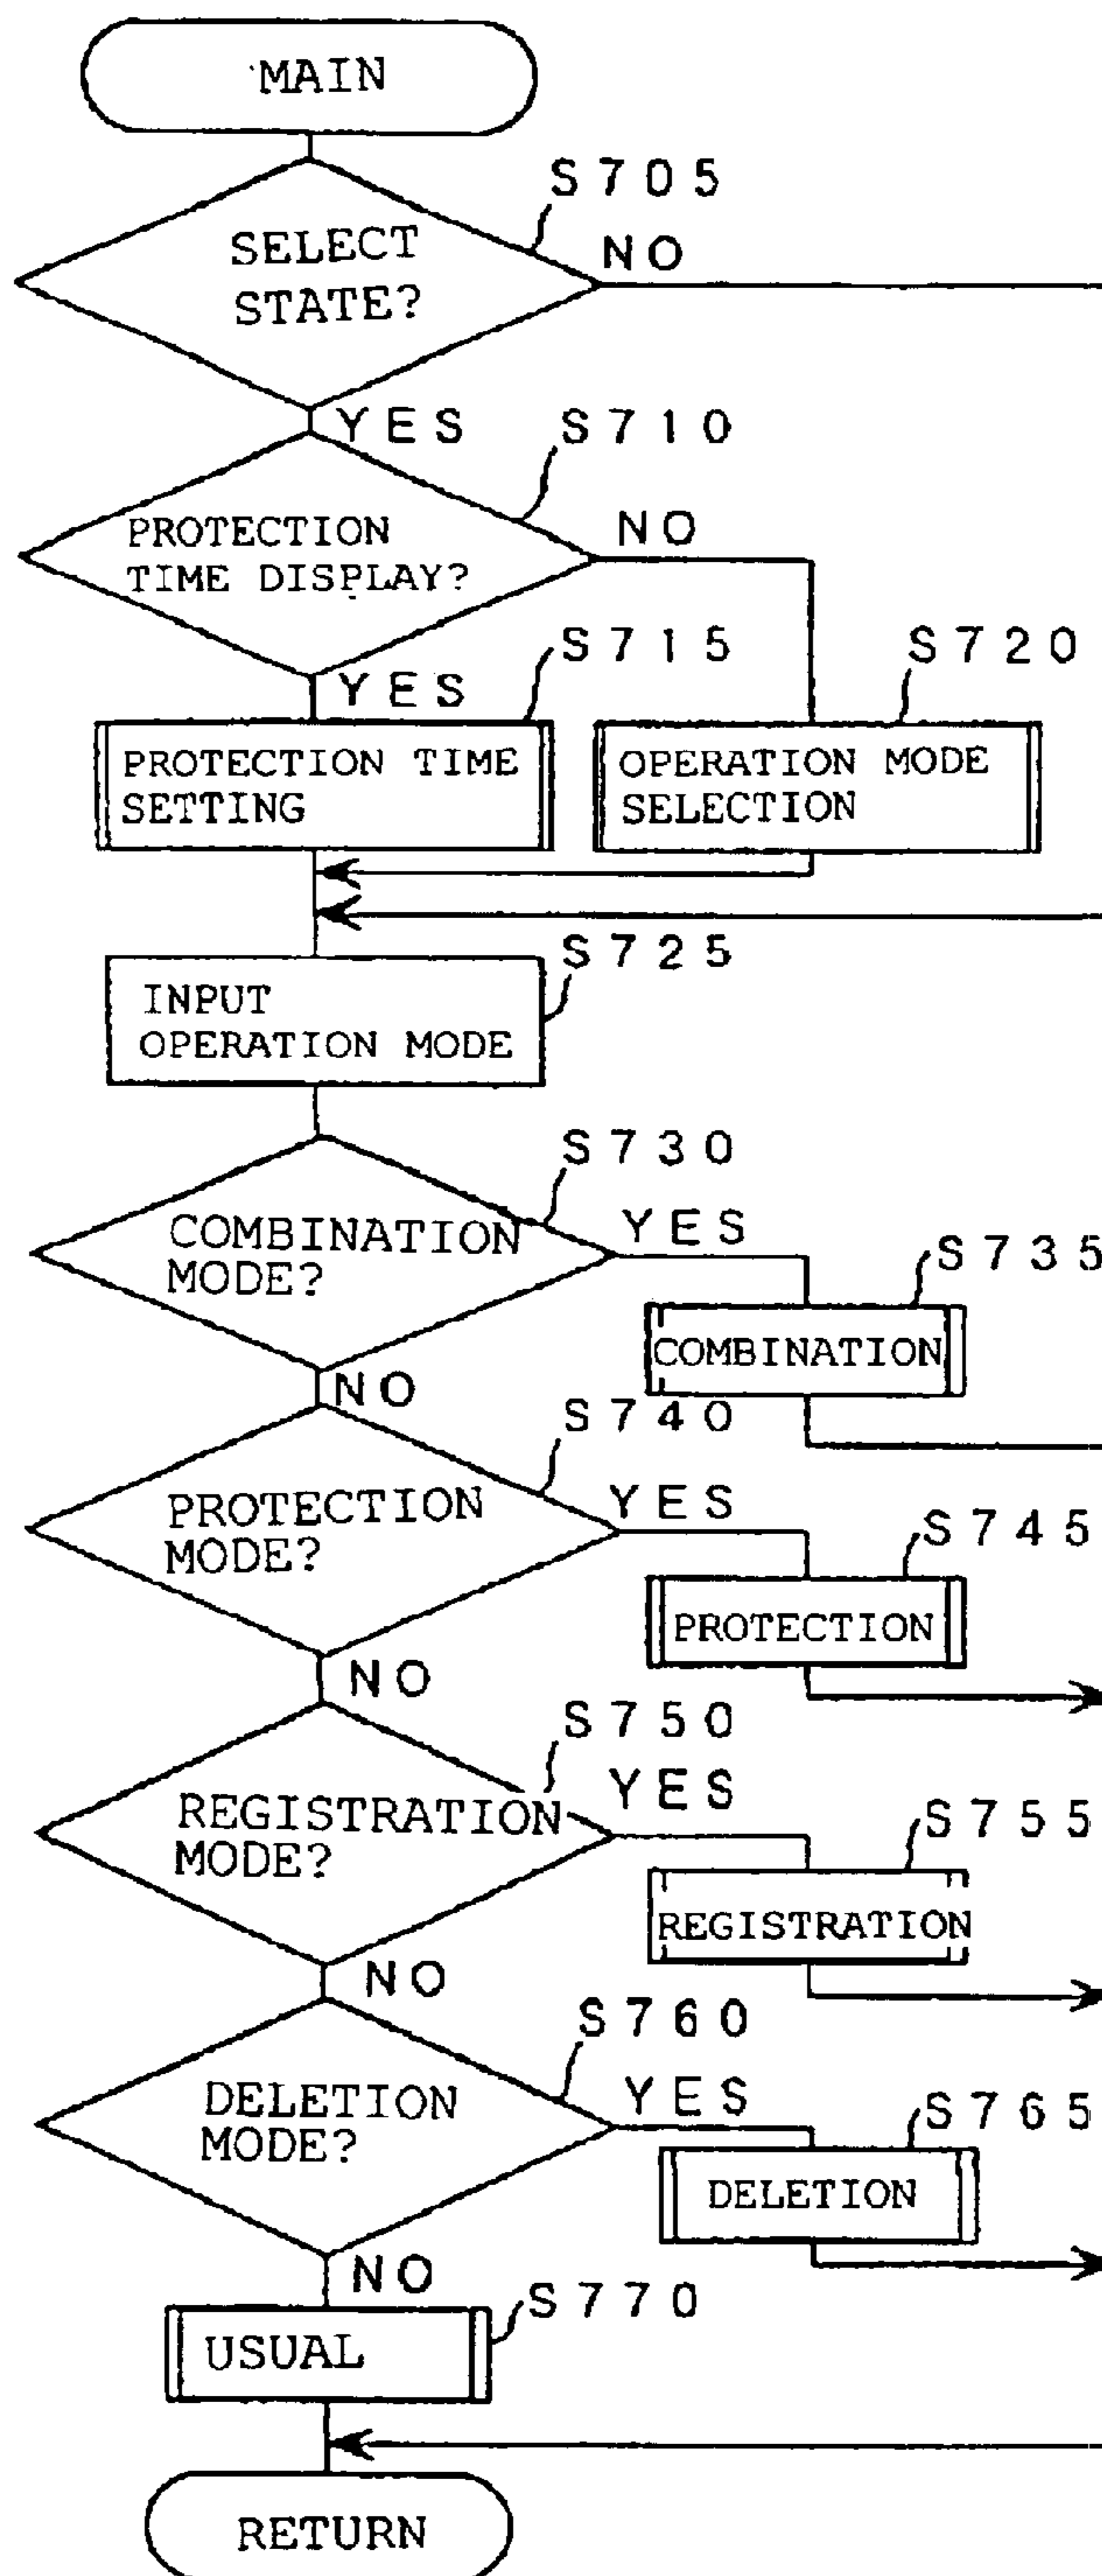 MAIN
S705
SELECT
STATE?
NO
YES
S710
PROTECTION
TIME DISPLAY?
NO
YES
S715
S720
PROTECTION TIME
SETTING
OPERATION MODE
SELECTION
S725
INPUT
OPERATION MODE
S730
COMBINATION
MODE?
YES
S735
COMBINATION
NO
S740
PROTECTION
MODE?
YES
S745
PROTECTION
NO
S750
REGISTRATION
MODE?
YES
S755
REGISTRATION
NO
S760
DELETION
MODE?
YES
S765
DELETION
NO
S770
USUAL
RETURN